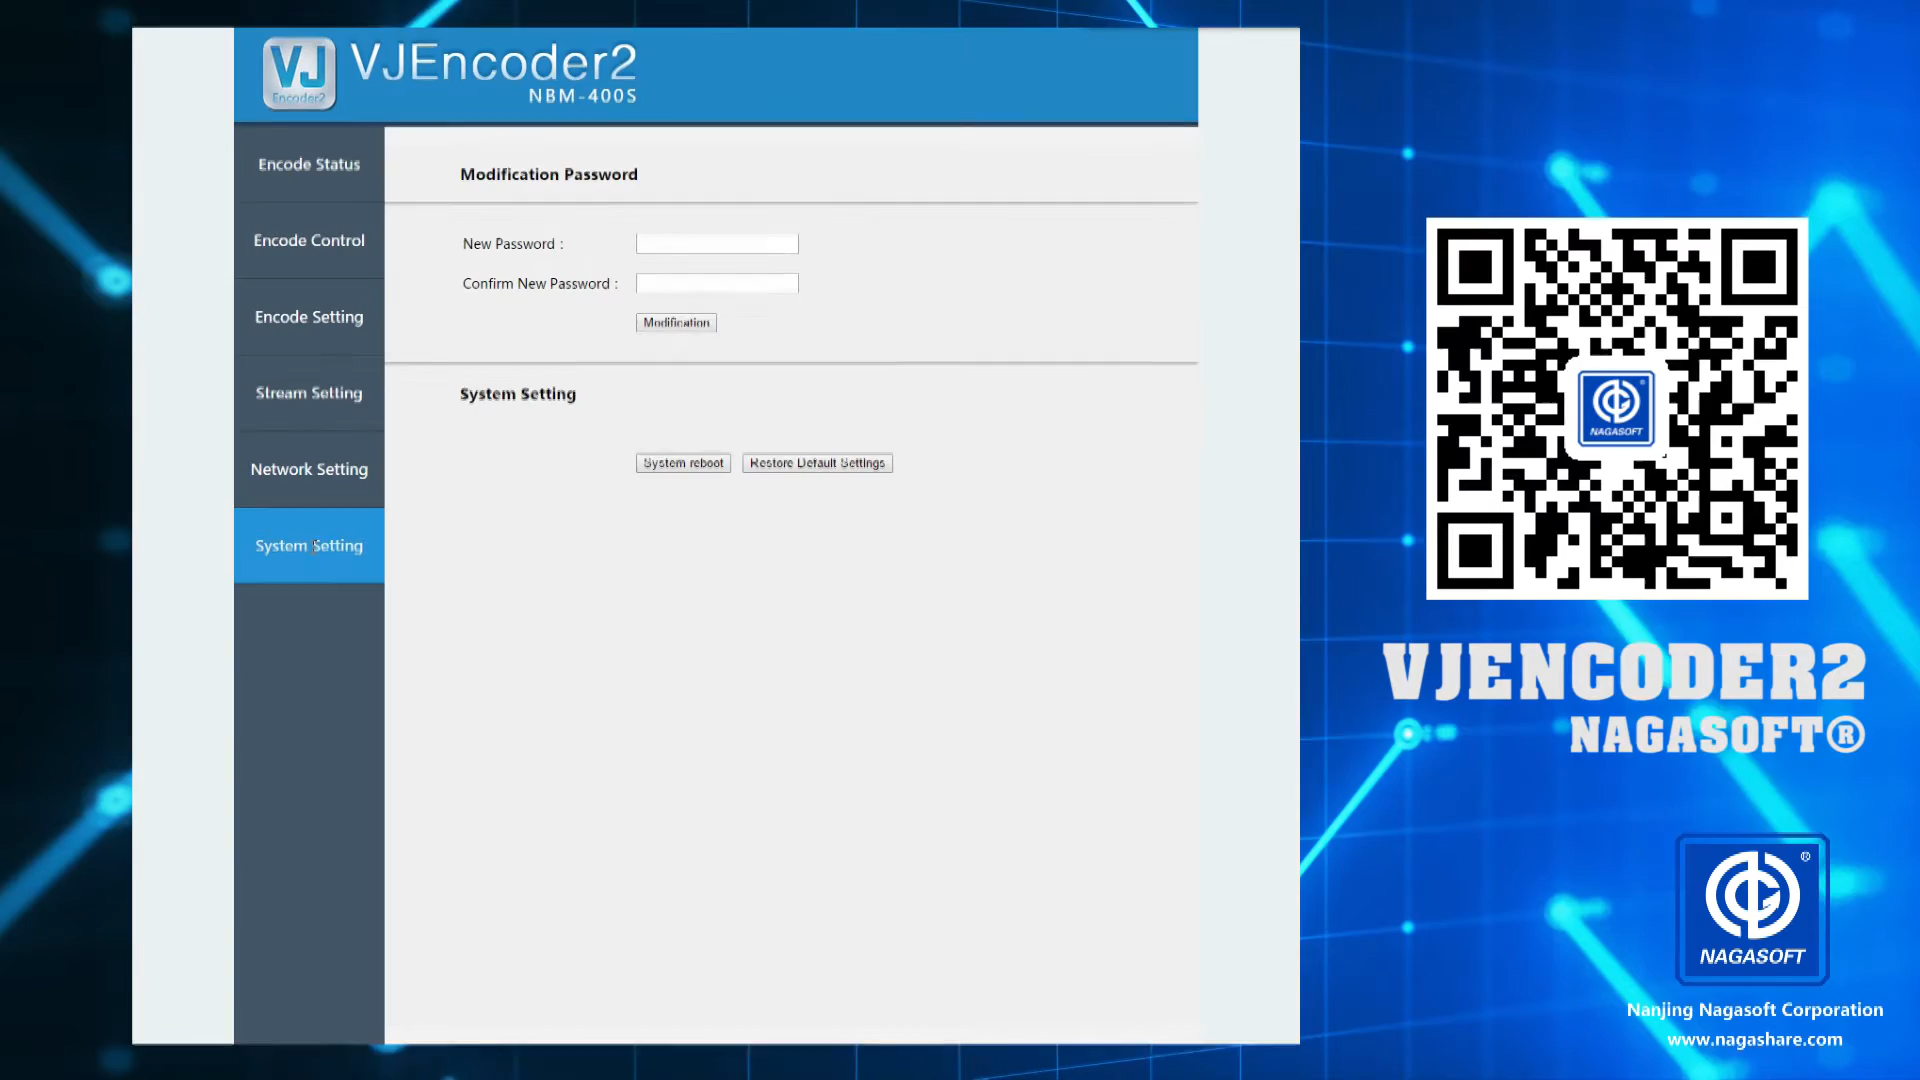 VJ
Encoder2
VJEncoder2
NBM-400S
Encode Status
Encode Control
Encode Setting
Stream Setting
Network Setting
System Setting
Modification Password
New Password :
Confirm New Password :
Modification
System Setting
System reboot
Restore Default Settings
NAGASOFT
VJENCODER2
NAGASOFT®
®
NAGASOFT
Nanjing Nagasoft Corporation
www.nagashare.com